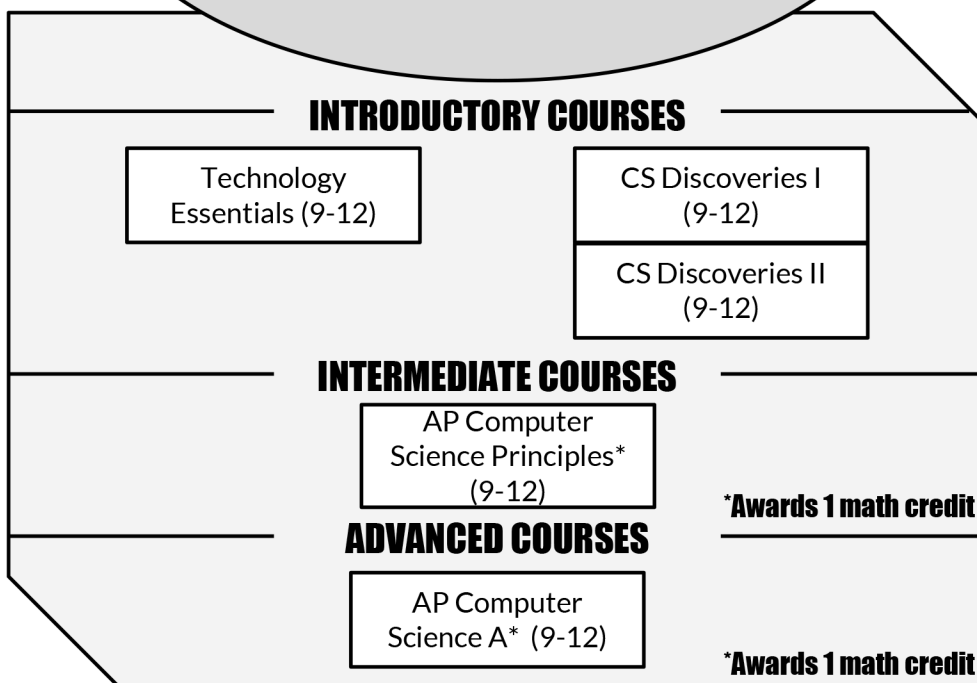 INTRODUCTORY COURSES
Technology
Essentials (9-12)
CS Discoveries I
(9-12)
CS Discoveries II
(9-12)
INTERMEDIATE COURSES
AP Computer
Science Principles*
(9-12)
*Awards 1 math credit
ADVANCED COURSES
AP Computer
Science A* (9-12)
*Awards 1 math credit